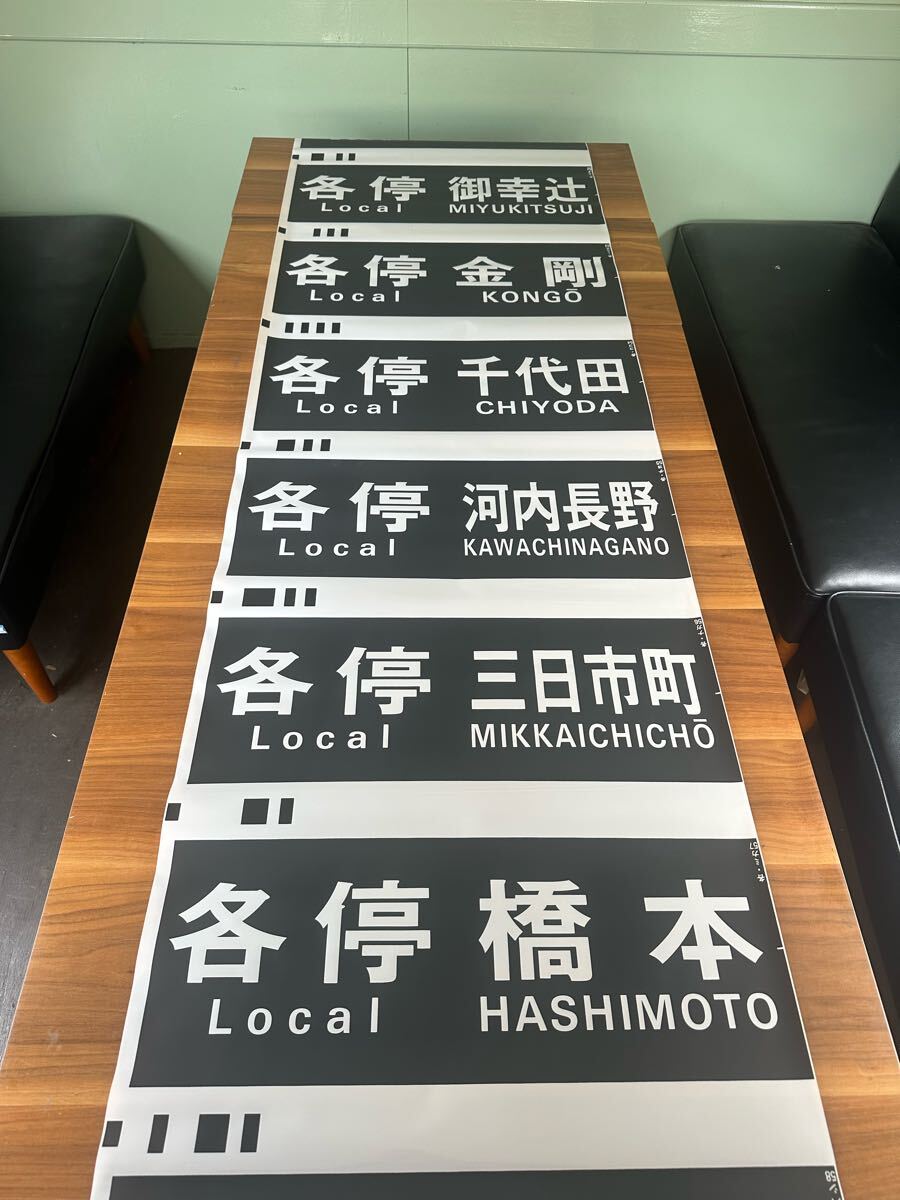 各停 御幸辻
Local MIYUKITSUJI
各停 金剛
Local KONGŌ
各停 千代田
Local CHIYODA
各停 河内長野
Local KAWACHINAGANO
各停 三日市町
Local MIKKAICHICHŌ
各停 橋本
Local HASHIMOTO